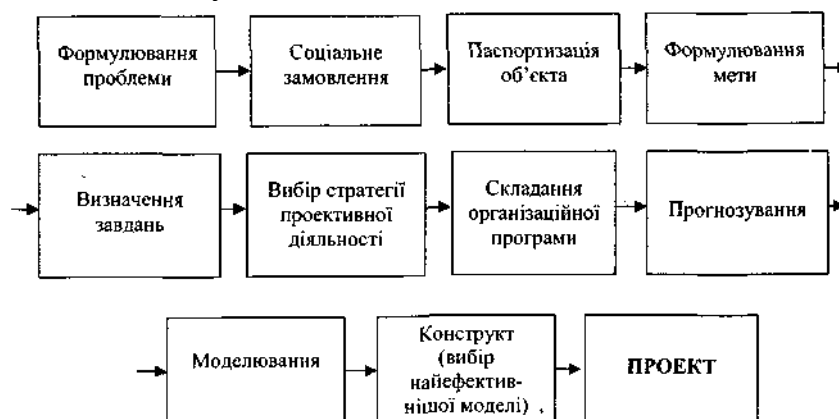 Формулювання
проблеми
Соціальне
замовлення
Паспортизація
об’єкта
Формулювання
мети
Визначення
завдань
Вибір стратегії
проективної
діяльності
Складання
організаційної
програми
Прогнозування
Моделювання
Конструкт
(вибір
найефектив-
нішої моделі)
ПРОЕКТ